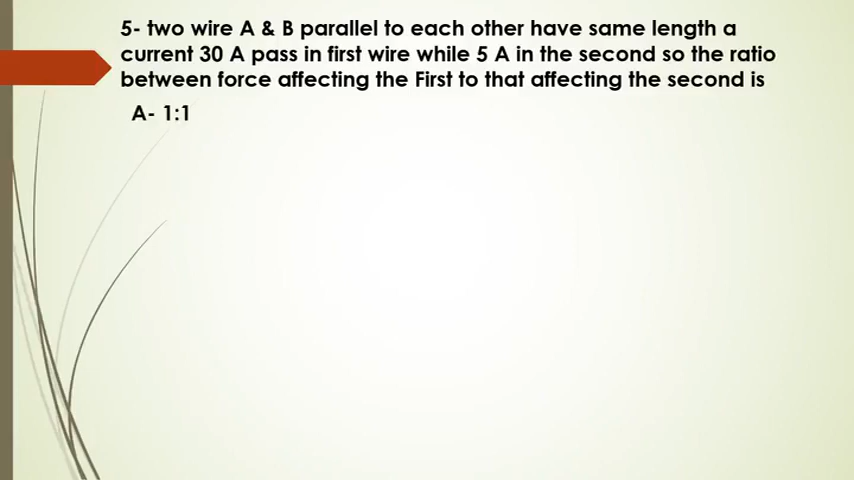 5- two wire A & B parallel to each other have same length a
current 30 A pass in first wire while 5 A in the second so the ratio
between force affecting the First to that affecting the second is
A- 1:1